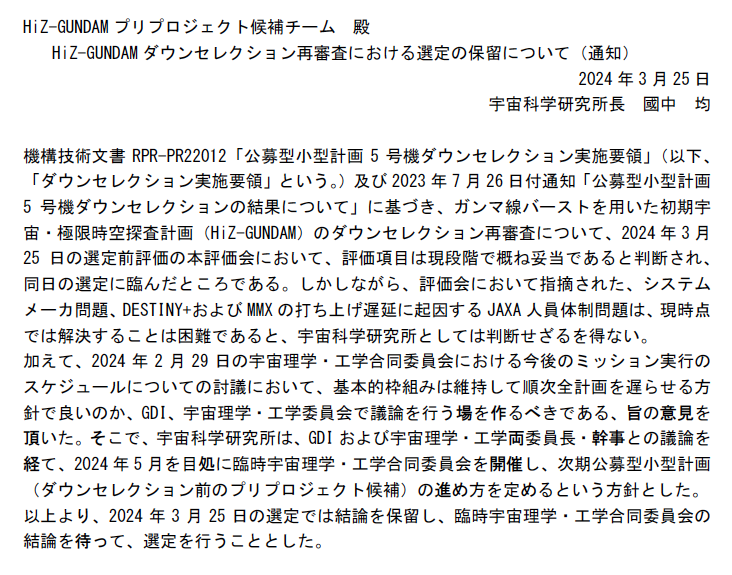 HiZ-GUNDAM プリプロジェクト候補チーム　殿
HiZ-GUNDAM ダウンセレクション再審査における選定の保留について（通知）
2024 年 3 月 25 日
宇宙科学研究所長　國中　均
機構技術文書 RPR-PR22012「公募型小型計画 5 号機ダウンセレクション実施要領」（以下、
「ダウンセレクション実施要領」という。）及び 2023 年 7 月 26 日付通知「公募型小型計画
5 号機ダウンセレクションの結果について」に基づき、ガンマ線バーストを用いた初期宇
宙・極限時空探査計画（HiZ-GUNDAM）のダウンセレクション再審査について、2024 年 3 月
25 日の選定前評価の本評価会において、評価項目は現段階で概ね妥当であると判断され、
同日の選定に臨んだところである。しかしながら、評価会において指摘された、システム
メーカ問題、DESTINY+および MMX の打ち上げ遅延に起因する JAXA 人員体制問題は、現時点
では解決することは困難であると、宇宙科学研究所としては判断せざるを得ない。
加えて、2024 年 2 月 29 日の宇宙理学・工学合同委員会における今後のミッション実行の
スケジュールについての討議において、基本的枠組みは維持して順次全計画を遅らせる方
針で良いのか、GDI、宇宙理学・工学委員会で議論を行う場を作るべきである、旨の意見を
頂いた。そこで、宇宙科学研究所は、GDI および宇宙理学・工学両委員長・幹事との議論を
経て、2024 年 5 月を目処に臨時宇宙理学・工学合同委員会を開催し、次期公募型小型計画
（ダウンセレクション前のプリプロジェクト候補）の進め方を定めるという方針とした。
以上より、2024 年 3 月 25 日の選定では結論を保留し、臨時宇宙理学・工学合同委員会の
結論を待って、選定を行うこととした。